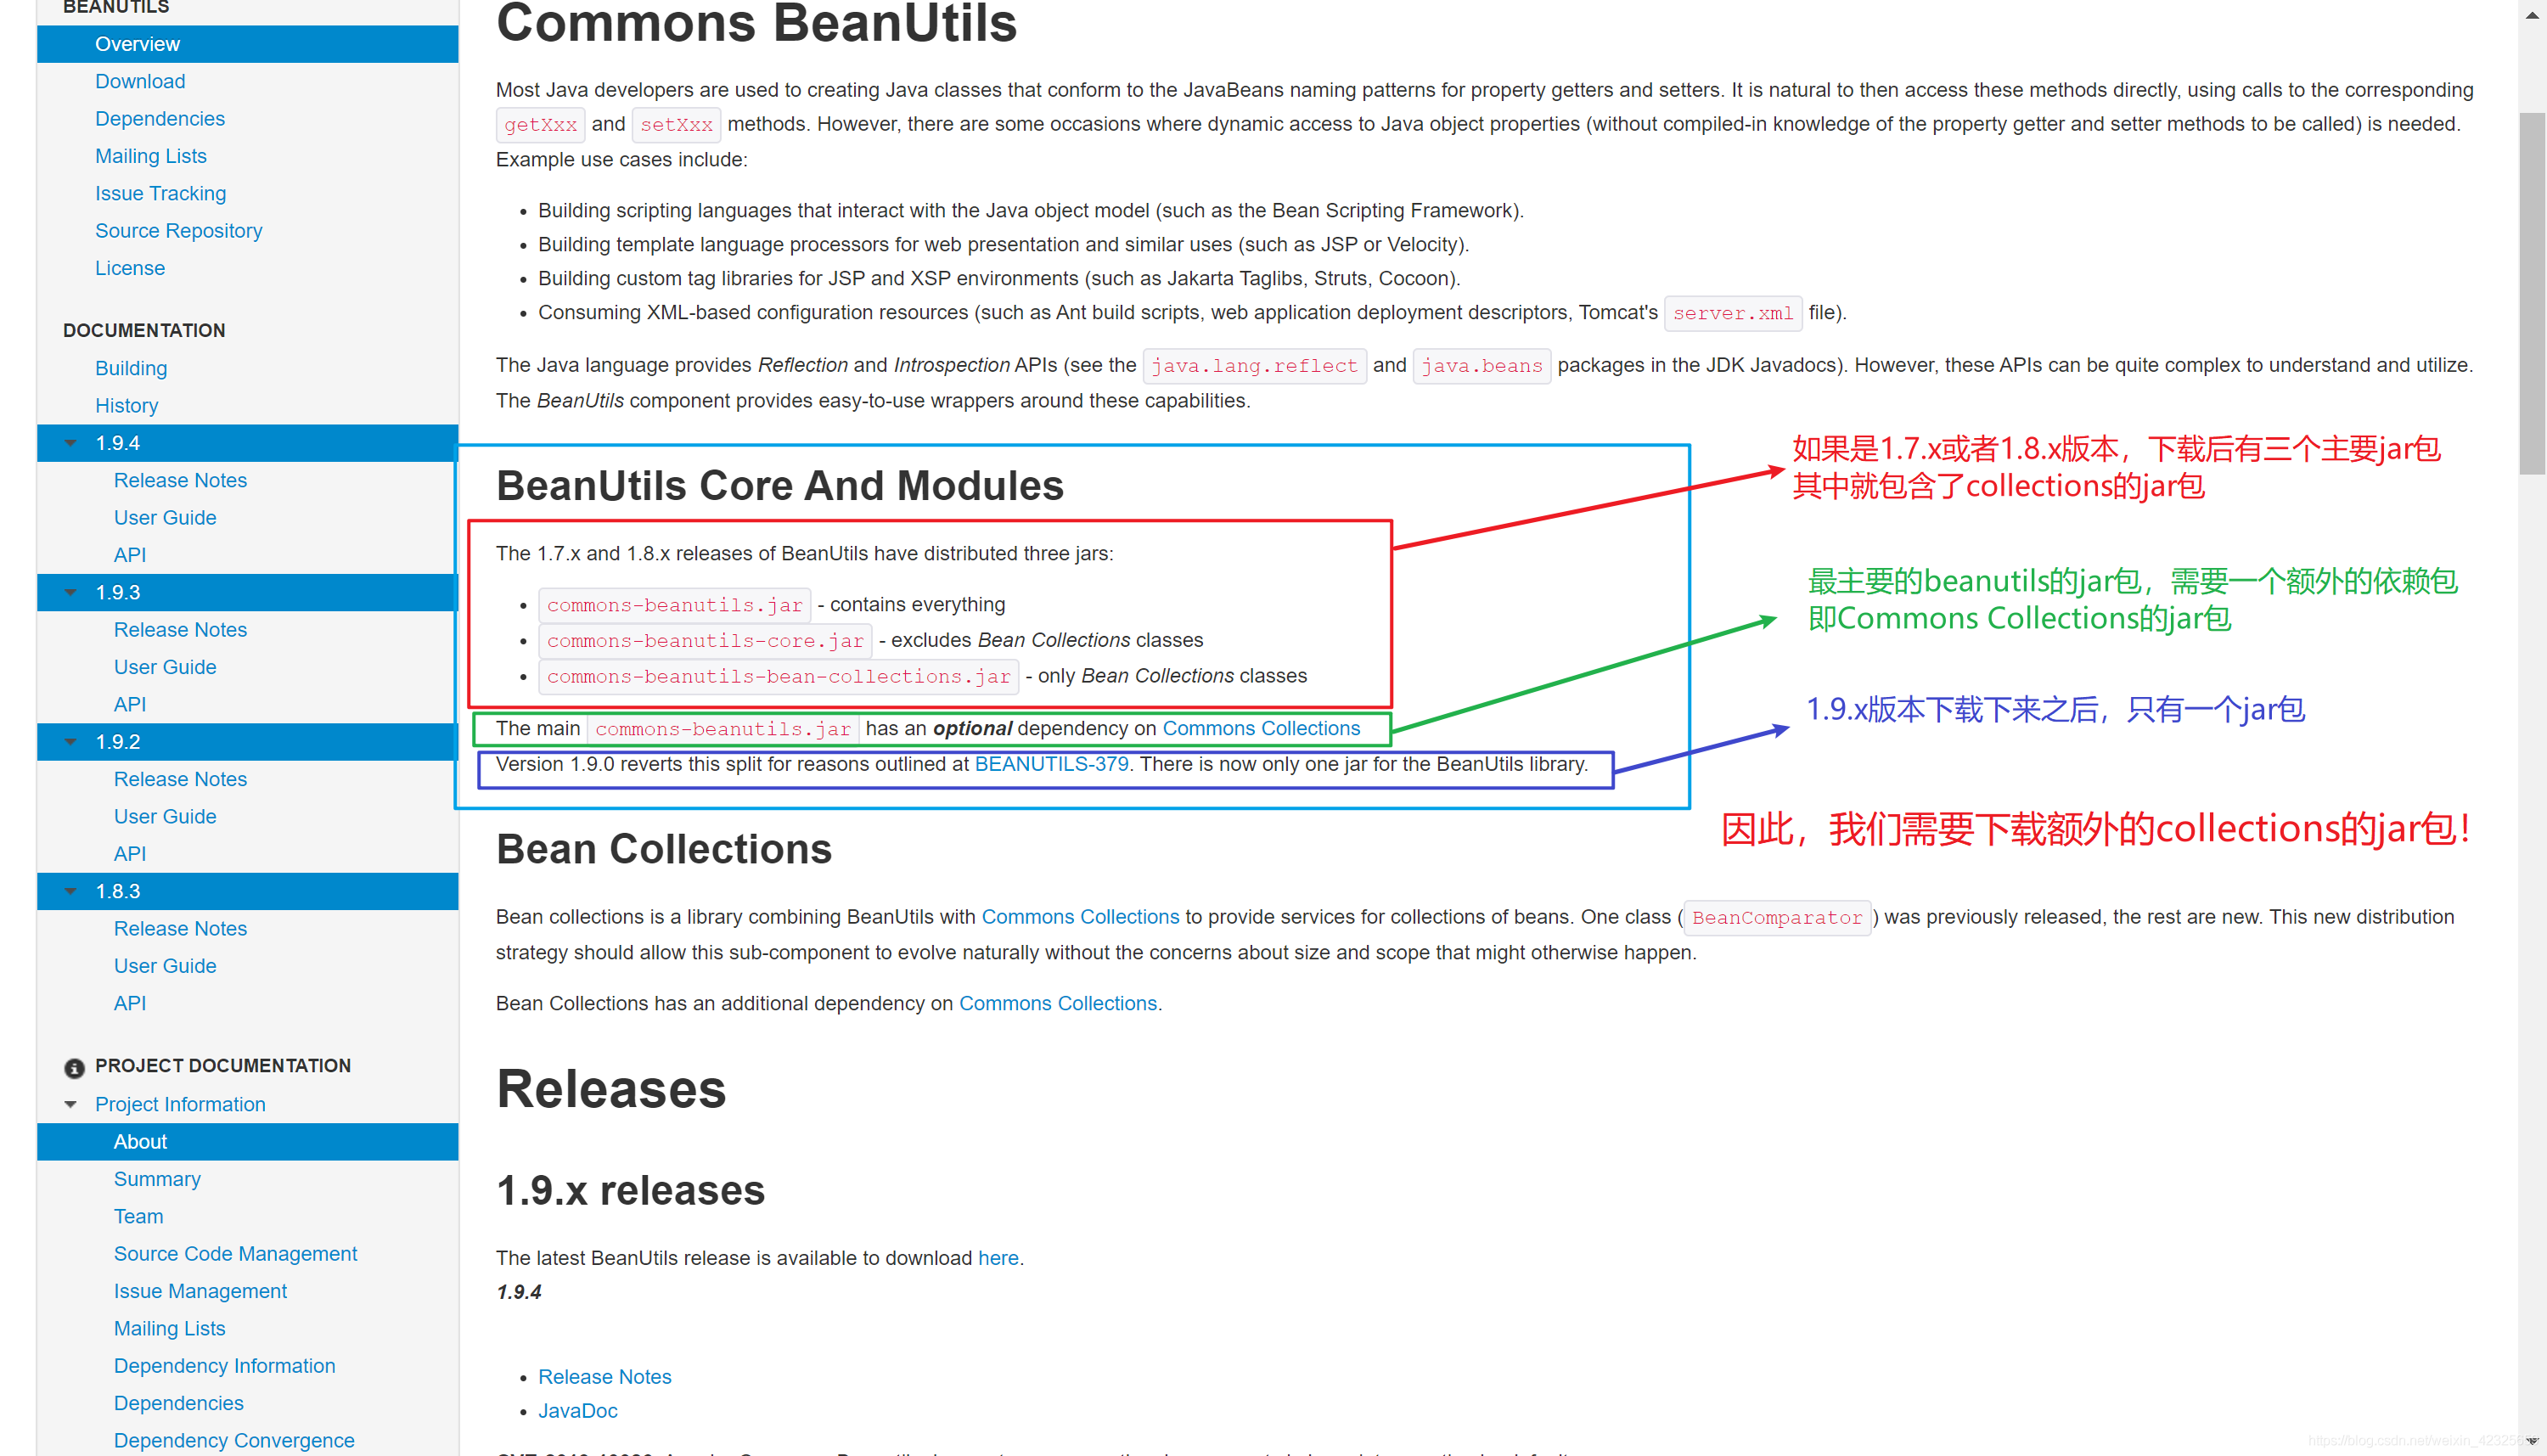 BEANUTILS
Overview
Download
Dependencies
Mailing Lists
Issue Tracking
Source Repository
License
DOCUMENTATION
Building
History
1.9.4
Release Notes
User Guide
API
1.9.3
Release Notes
User Guide
API
1.9.2
Release Notes
User Guide
API
1.8.3
Release Notes
User Guide
API
PROJECT DOCUMENTATION
Project Information
About
Summary
Team
Source Code Management
Issue Management
Mailing Lists
Dependency Information
Dependencies
Dependency Convergence
Commons BeanUtils
Most Java developers are used to creating Java classes that conform to the JavaBeans naming patterns for property getters and setters. It is natural to then access these methods directly, using calls to the corresponding
getXxx and setXxx methods. However, there are some occasions where dynamic access to Java object properties (without compiled-in knowledge of the property getter and setter methods to be called) is needed.
Example use cases include:
• Building scripting languages that interact with the Java object model (such as the Bean Scripting Framework).
• Building template language processors for web presentation and similar uses (such as JSP or Velocity).
• Building custom tag libraries for JSP and XSP environments (such as Jakarta Taglibs, Struts, Cocoon).
• Consuming XML-based configuration resources (such as Ant build scripts, web application deployment descriptors, Tomcat's server.xml file).
The Java language provides Reflection and Introspection APIs (see the java.lang.reflect and java.beans packages in the JDK Javadocs). However, these APIs can be quite complex to understand and utilize.
The BeanUtils component provides easy-to-use wrappers around these capabilities.
BeanUtils Core And Modules
The 1.7.x and 1.8.x releases of BeanUtils have distributed three jars:
• commons-beanutils.jar - contains everything
• commons-beanutils-core.jar - excludes Bean Collections classes
• commons-beanutils-bean-collections.jar - only Bean Collections classes
The main commons-beanutils.jar has an optional dependency on Commons Collections
Version 1.9.0 reverts this split for reasons outlined at BEANUTILS-379. There is now only one jar for the BeanUtils library.
如果是1.7.x或者1.8.x版本，下载后有三个主要jar包
其中就包含了collections的jar包
最主要的beanutils的jar包，需要一个额外的依赖包
即Commons Collections的jar包
1.9.x版本下载下来之后，只有一个jar包
因此，我们需要下载额外的collections的jar包！
Bean Collections
Bean collections is a library combining BeanUtils with Commons Collections to provide services for collections of beans. One class (BeanComparator) was previously released, the rest are new. This new distribution
strategy should allow this sub-component to evolve naturally without the concerns about size and scope that might otherwise happen.
Bean Collections has an additional dependency on Commons Collections.
Releases
1.9.x releases
The latest BeanUtils release is available to download here.
1.9.4
• Release Notes
• JavaDoc